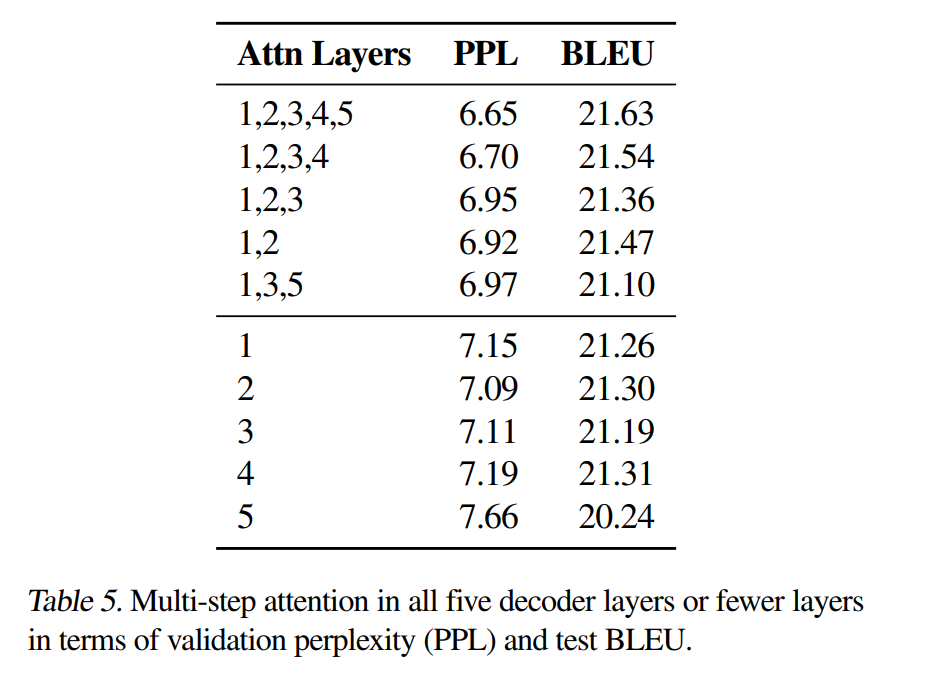 Attn Layers PPL BLEU
1,2,3,4,5 6.65 21.63
1,2,3,4 6.70 21.54
1,2,3 6.95 21.36
1,2 6.92 21.47
1,3,5 6.97 21.10
1 7.15 21.26
2 7.09 21.30
3 7.11 21.19
4 7.19 21.31
5 7.66 20.24
Table 5. Multi-step attention in all five decoder layers or fewer layers
in terms of validation perplexity (PPL) and test BLEU.